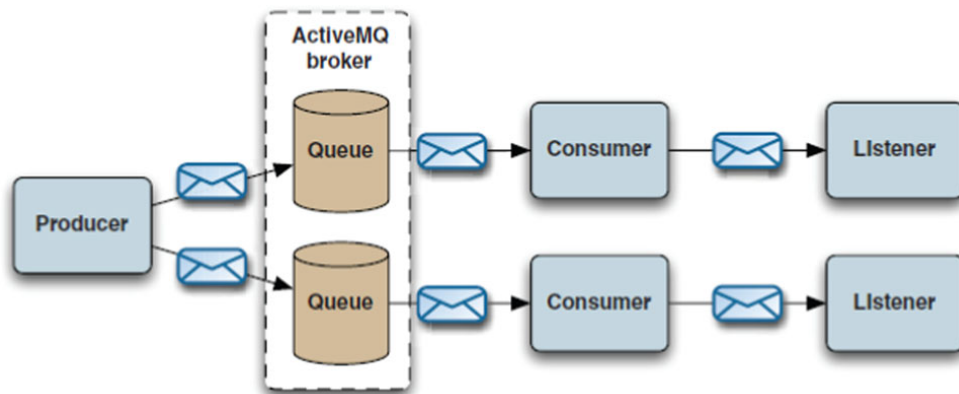 ActiveMQ
broker
Queue
Consumer
LIstener
Producer
Queue
Consumer
LIstener